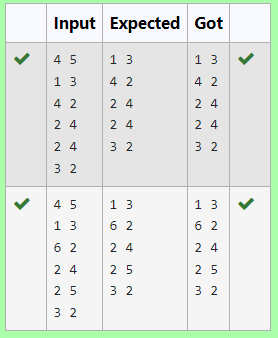 Input Expected Got
4 5 1 3 1 3
1 3 4 2 4 2
4 2 2 4 2 4
2 4 2 4 2 4
2 4 3 2 3 2
3 2
4 5 1 3 1 3
1 3 6 2 6 2
6 2 2 4 2 4
2 4 2 5 2 5
2 5 3 2 3 2
3 2